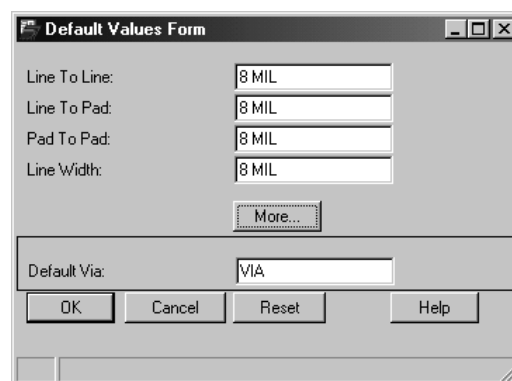 Default Values Form
Line To Line: 8 MIL
Line To Pad: 8 MIL
Pad To Pad: 8 MIL
Line Width: 8 MIL
More...
Default Via: VIA
OK Cancel Reset Help